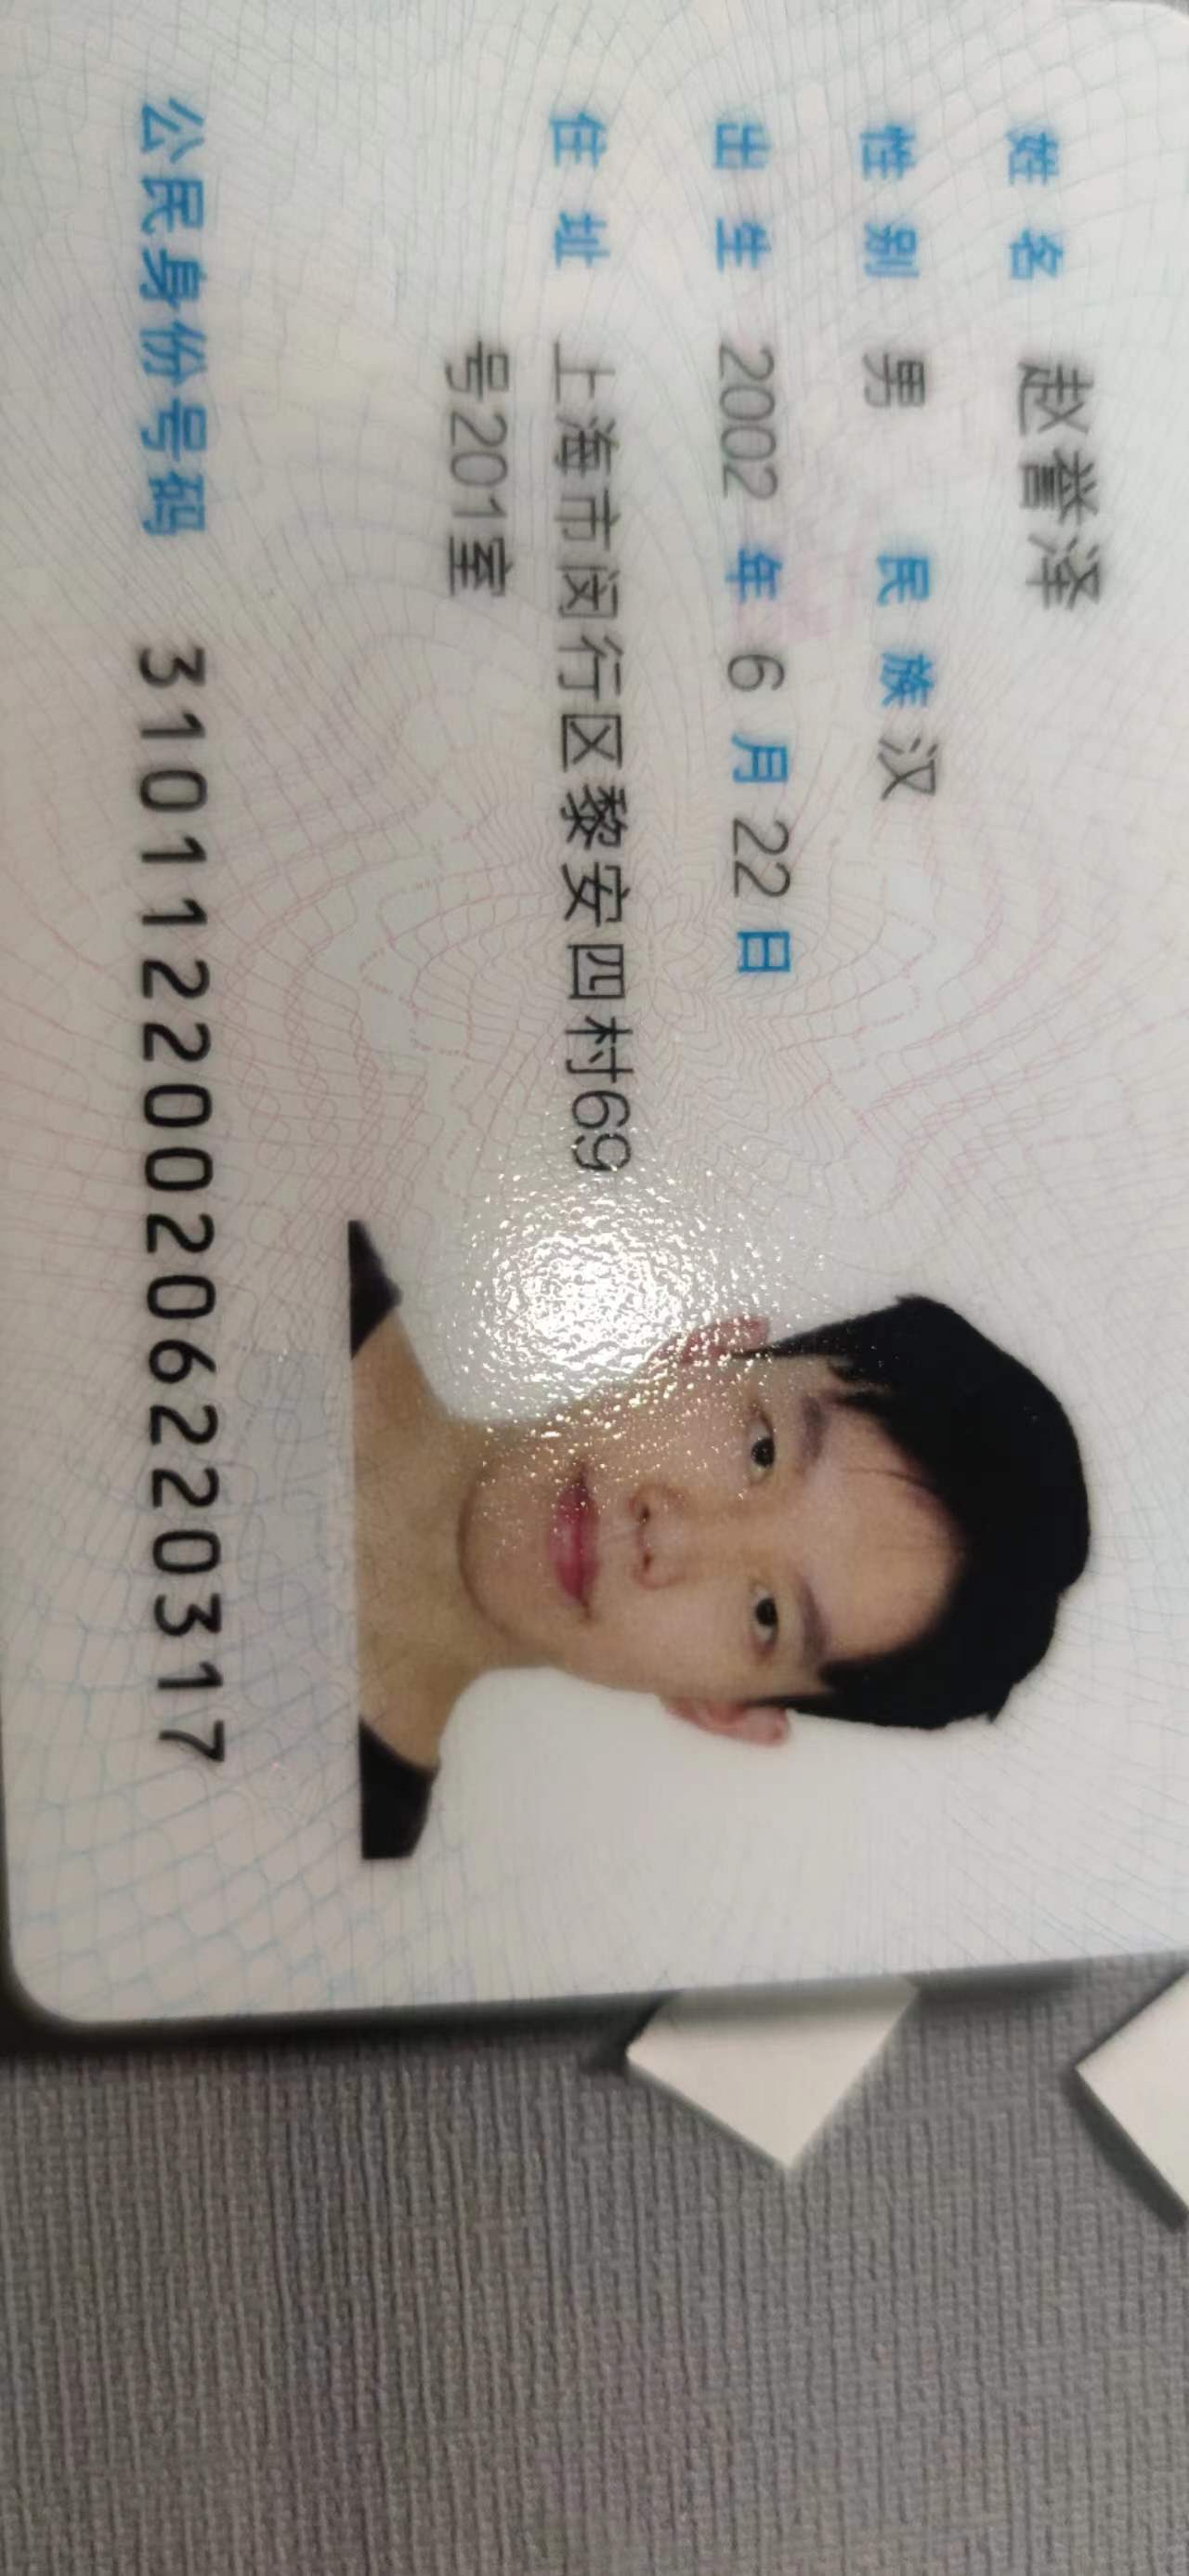 姓名 赵誉泽
性别 男 民族 汉
出生 2002 年 6 月 22 日
住址 上海市闵行区黎安四村69
号201室
公民身份号码 310112200206220317